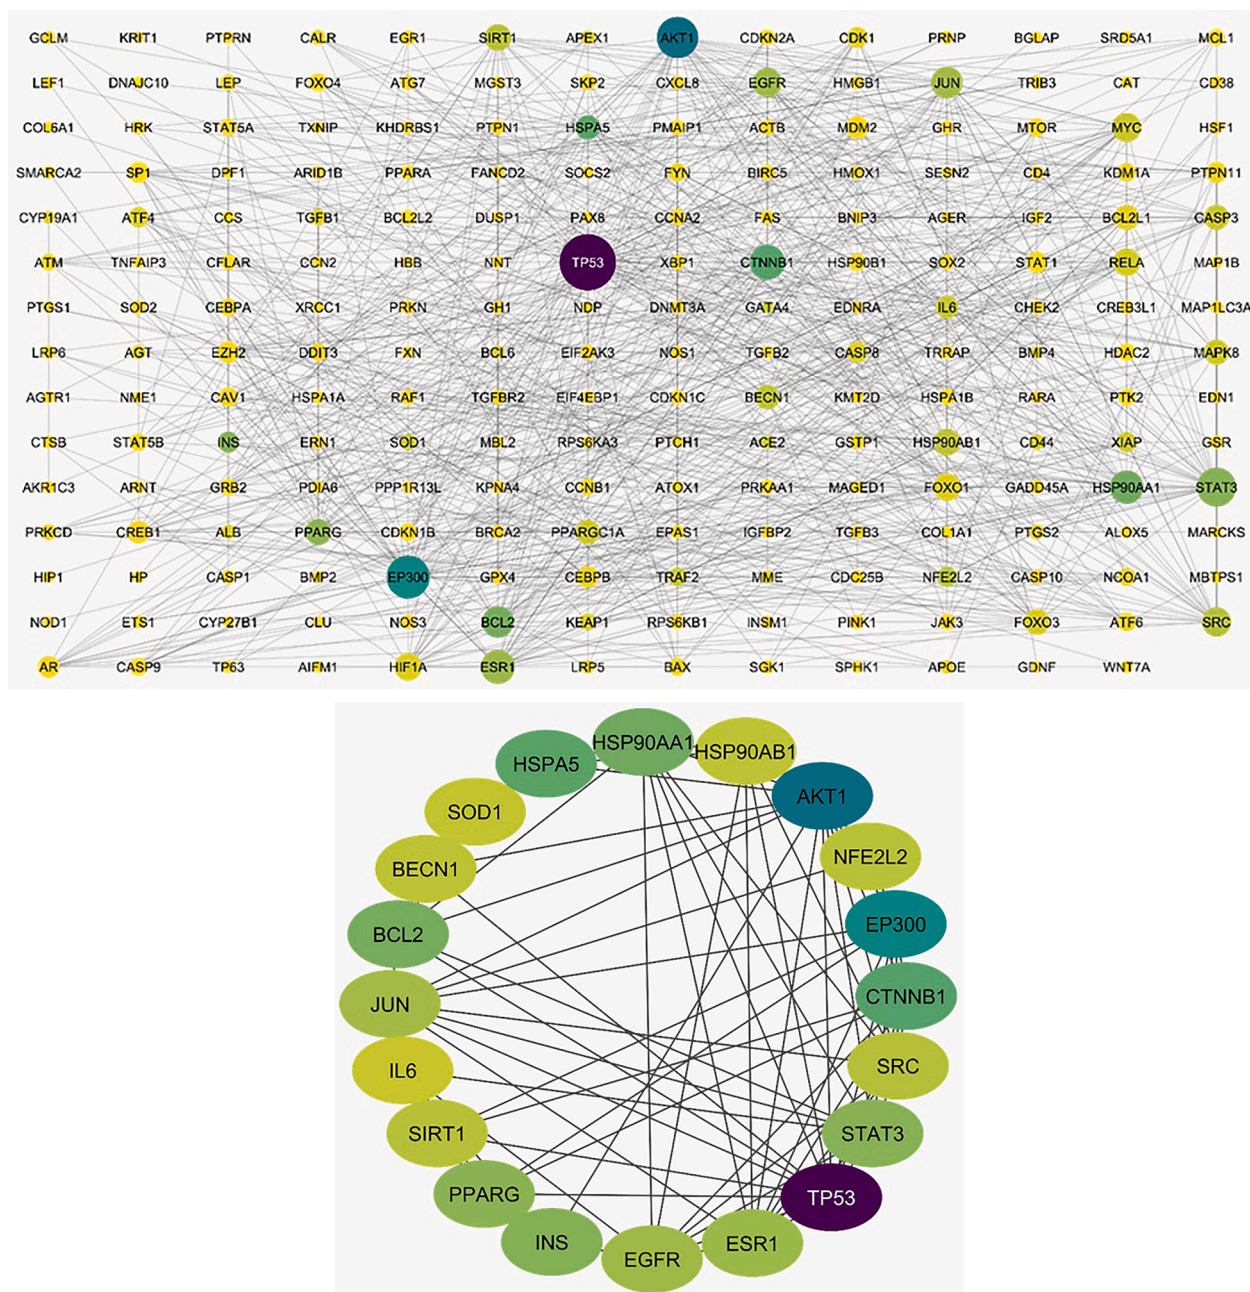 GCLM KRIT1 PTPRN CALR EGR1 SIRT1 APEX1 AKT1 CDKN2A CDK1 PRNP BGLAP SRD5A1 MCL1
LEF1 DNAJC10 LEP FOXO4 ATG7 MGST3 SKP2 CXCL8 EGFR HMGB1 JUN TRIB3 CAT CD38
COL6A1 HRK STAT5A TXNIP KHDRBS1 PTPN1 HSPA5 PMAIP1 ACTB MDM2 GHR MTOR MYC HSF1
SMARCA2 SP1 DPF1 ARID1B PPARA FANCD2 SOCS2 FYN BIRC5 HMOX1 SESN2 CD4 KDM1A PTPN11
CYP19A1 ATF4 CCS TGFB1 BCL2L2 DUSP1 PAX8 CCNA2 FAS BNIP3 AGER IGF2 BCL2L1 CASP3
ATM TNFAIP3 CFLAR CCN2 HBB NNT TP53 XBP1 CTNNB1 HSP90B1 SOX2 STAT1 RELA MAP1B
PTGS1 SOD2 CEBPA XRCC1 PRKN GH1 NDP DNMT3A GATA4 EDNRA IL6 CHEK2 CREB3L1 MAP1LC3A
LRP6 AGT EZH2 DDIT3 FXN BCL6 EIF2AK3 NOS1 TGFB2 CASP8 TRRAP BMP4 HDAC2 MAPK8
AGTR1 NME1 CAV1 HSPA1A RAF1 TGFBR2 EIF4EBP1 CDKN1C BECN1 KMT2D HSPA1B RARA PTK2 EDN1
CTSB STAT5B INS ERN1 SOD1 MBL2 RPS6KA3 PTCH1 ACE2 GSTP1 HSP90AB1 CD44 XIAP GSR
AKR1C3 ARNT GRB2 PDIA6 PPP1R13L KPNA4 CCNB1 ATOX1 PRKAA1 MAGED1 FOXO1 GADD45A HSP90AA1 STAT3
PRKCD CREB1 ALB PPARG CDKN1B BRCA2 PPARGC1A EPAS1 IGFBP2 TGFB3 COL1A1 PTGS2 ALOX5 MARCKS
HIP1 HP CASP1 BMP2 EP300 GPX4 CEBPB TRAF2 MME CDC25B NFE2L2 CASP10 NCOA1 MBTPS1
NOD1 ETS1 CYP27B1 CLU NOS3 BCL2 KEAP1 RPS6KB1 INSM1 PINK1 JAK3 FOXO3 ATF6 SRC
AR CASP9 TP63 AIFM1 HIF1A ESR1 LRP5 BAX SGK1 SPHK1 APOE GDNF WNT7A
HSP90AA1 HSP90AB1
HSPA5
AKT1
SOD1
NFE2L2
BECN1
EP300
BCL2
CTNNB1
JUN
SRC
IL6
SIRT1
STAT3
PPARG
TP53
INS
ESR1
EGFR